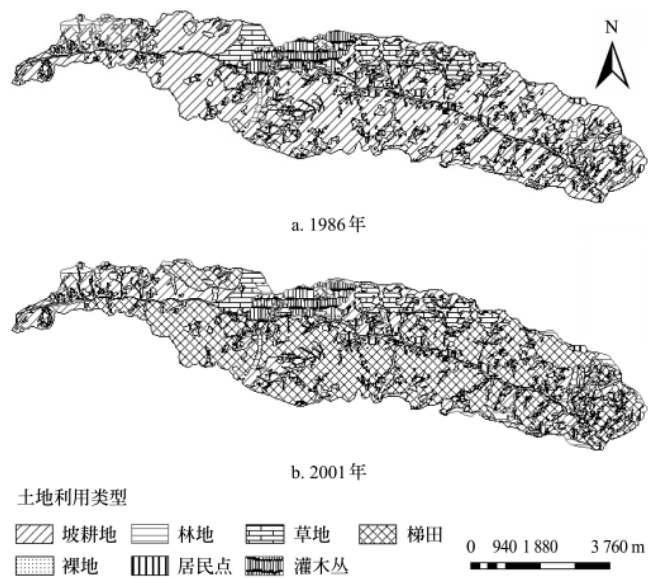 N
a. 1986年
b. 2001年
土地利用类型
坡耕地 林地 草地 梯田
裸地 居民点 灌木丛
0 940 1 880 3 760 m